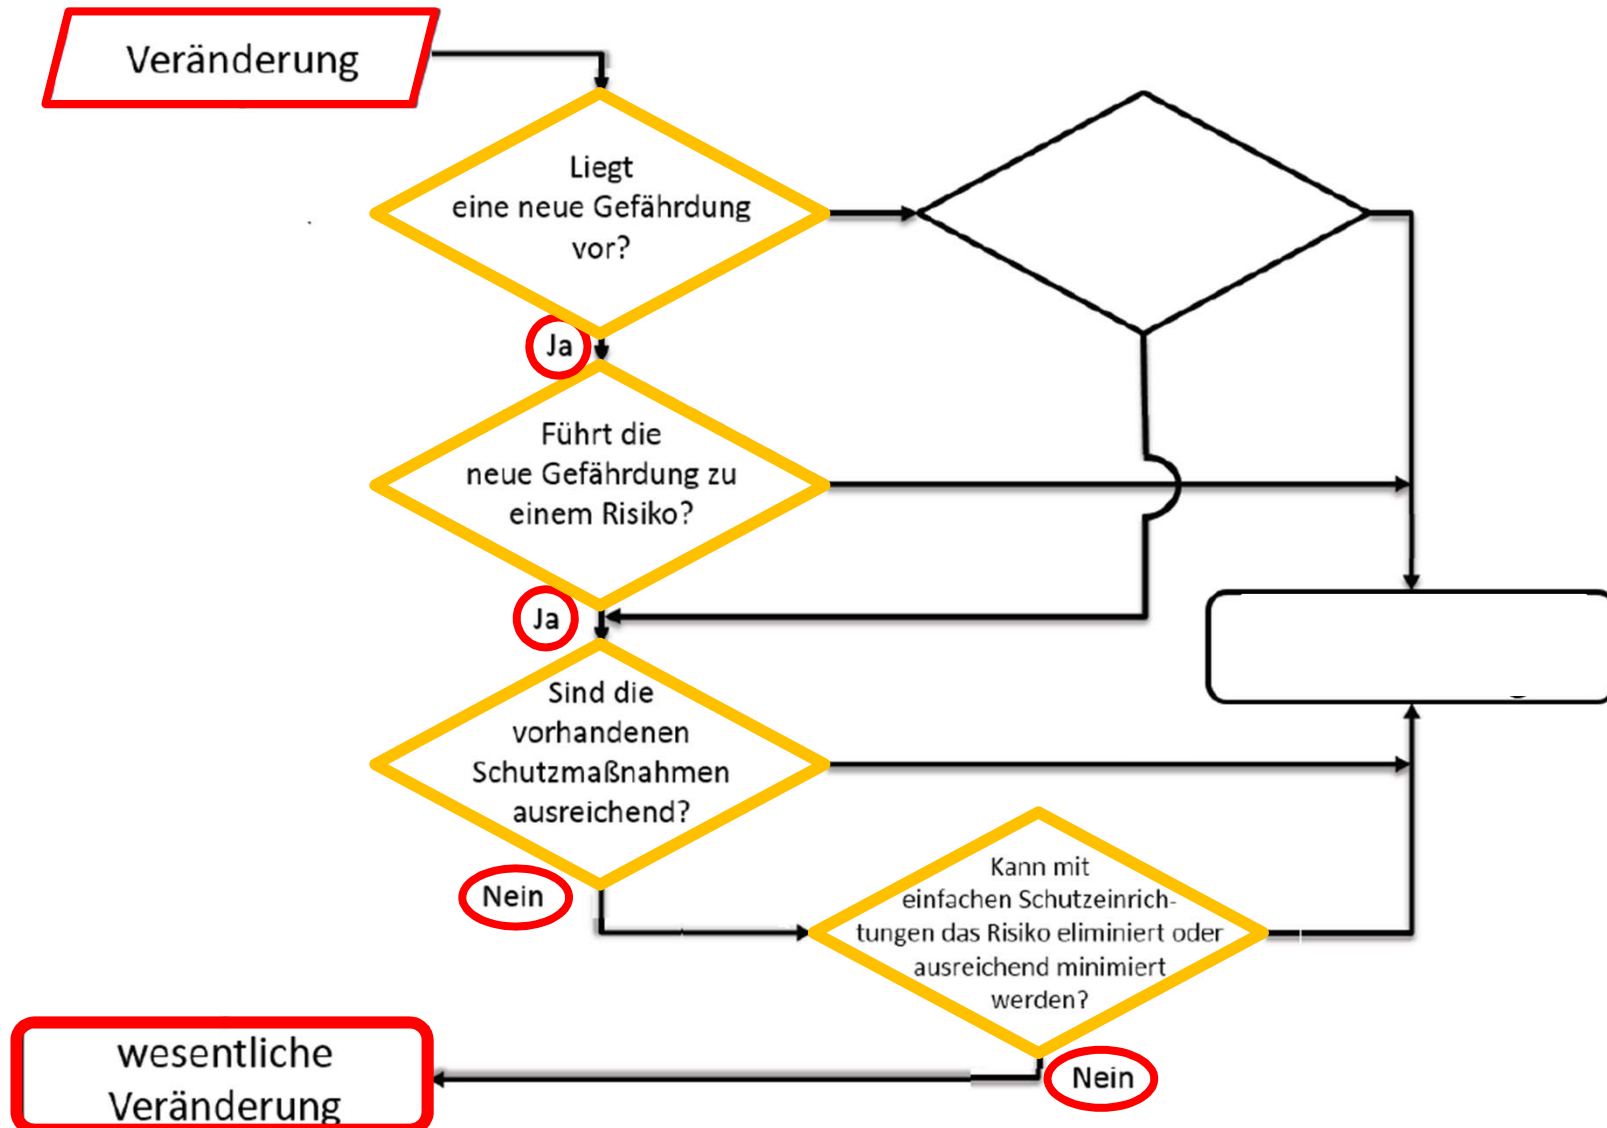 Veränderung
Liegt
eine neue Gefährdung
vor?
Ja
Führt die
neue Gefährdung zu
einem Risiko?
Ja
Sind die
vorhandenen
Schutzmaßnahmen
ausreichend?
Nein
Kann mit
einfachen Schutzeinrich-
tungen das Risiko eliminiert oder
ausreichend minimiert
werden?
Nein
wesentliche
Veränderung